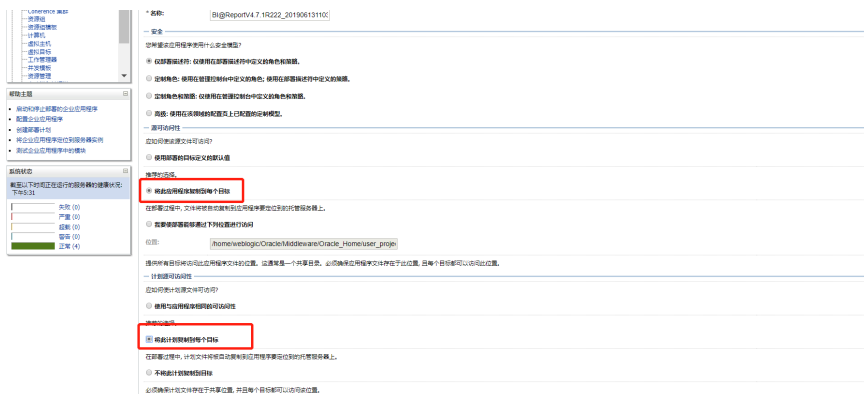 Coherence 集群
资源组
资源组模板
计算机
虚拟主机
虚拟目标
工作管理器
并发模板
资源管理
帮助主题
启动和停止部署的企业应用程序
配置企业应用程序
创建部署计划
将企业应用程序定位到服务器实例
测试企业应用程序中的模块
系统状态
截至以下时间正在运行的服务器的健康状况:
下午5:31
失败 (0)
严重 (0)
超载 (0)
警告 (0)
正常 (4)
* 名称:
BI@ReportV4.7.1R222_20190613110
安全
您希望该应用程序使用什么安全模型?
仅部署描述符: 仅使用在部署描述符中定义的角色和策略。
定制角色: 使用在管理控制台中定义的角色; 使用在部署描述符中定义的策略。
定制角色和策略: 仅使用在管理控制台中定义的角色和策略。
高级: 使用在该领域的配置页上已配置的定制模型。
源可访问性
应如何使该源文件可访问?
使用部署的目标定义的默认值
推荐的选择。
将此应用程序复制到每个目标
在部署过程中, 文件将被自动复制到应用程序要定位到的托管服务器上。
我要使部署能够通过下列位置进行访问
位置:
/home/weblogic/Oracle/Middleware/Oracle_Home/user_proje
提供所有目标将访问此应用程序文件的位置。这通常是一个共享目录。必须确保应用程序文件存在于此位置, 且每个目标都可以访问此位置。
计划源可访问性
应如何使计划源文件可访问?
使用与应用程序相同的可访问性
推荐的选择。
将此计划复制到每个目标
在部署过程中, 计划文件将被自动复制到应用程序要定位到的托管服务器上。
不将此计划复制到目标
必须确保计划文件存在于共享位置, 并且每个目标都可以访问该位置。